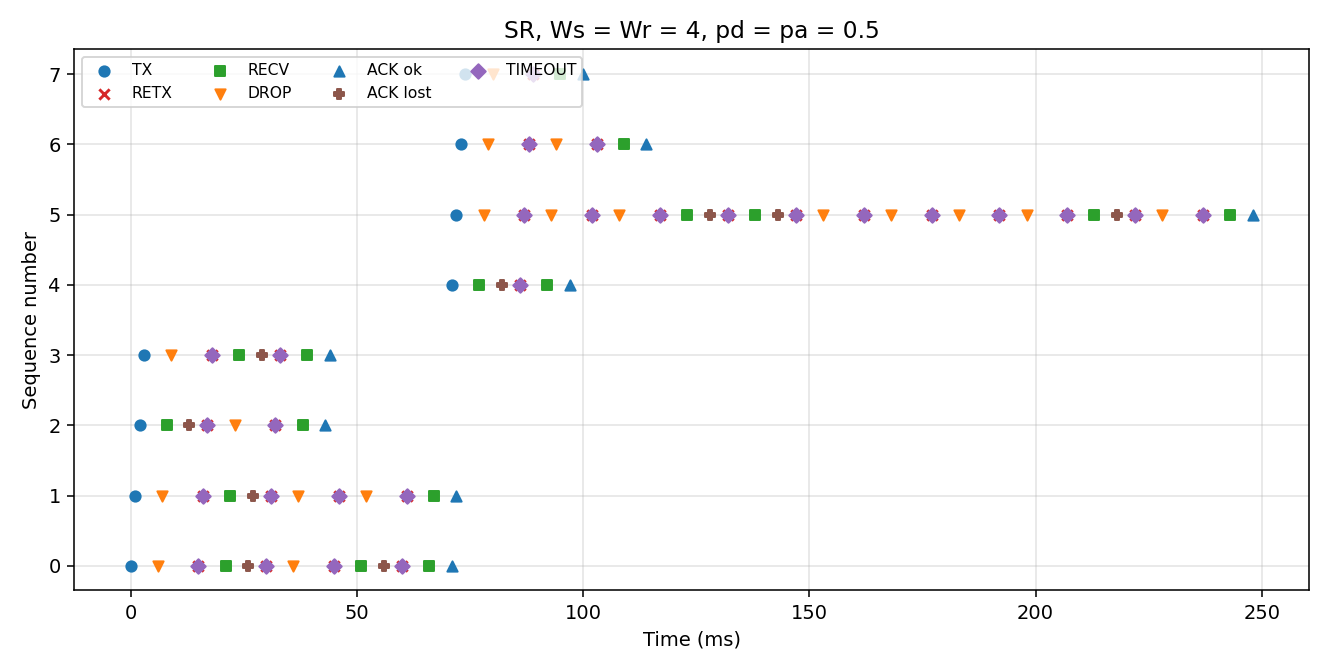 SR, Ws = Wr = 4, pd = pa = 0.5
TX RECV ACK ok TIMEOUT
RETX DROP ACK lost
Sequence number
7
6
5
4
3
2
1
0
0 50 100 150 200 250
Time (ms)